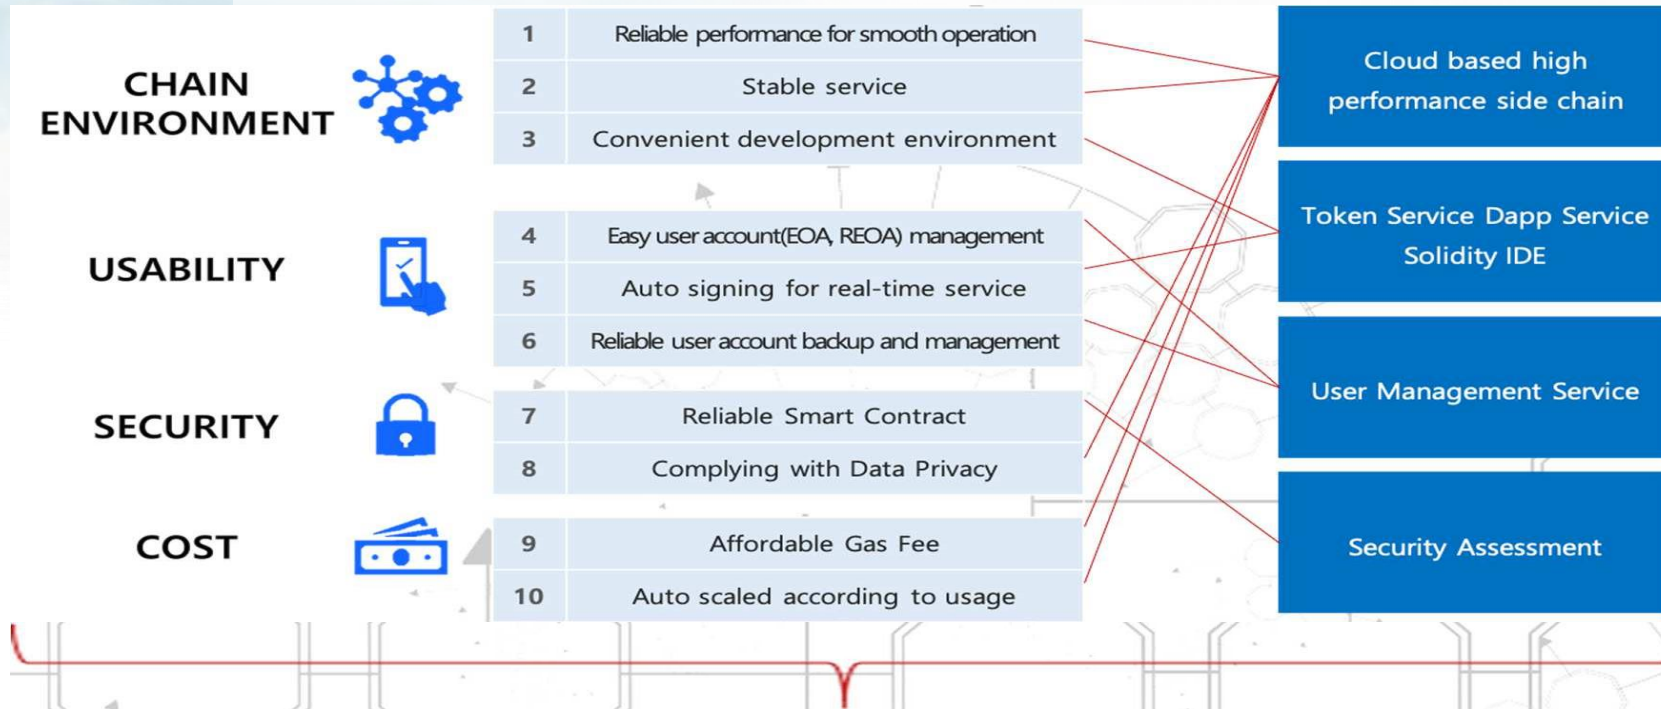 CHAIN
ENVIRONMENT
1 Reliable performance for smooth operation
2 Stable service
3 Convenient development environment
USABILITY
4 Easy user account(EOA, REOA) management
5 Auto signing for real-time service
6 Reliable user account backup and management
SECURITY
7 Reliable Smart Contract
8 Complying with Data Privacy
COST
9 Affordable Gas Fee
10 Auto scaled according to usage
Cloud based high
performance side chain
Token Service Dapp Service
Solidity IDE
User Management Service
Security Assessment